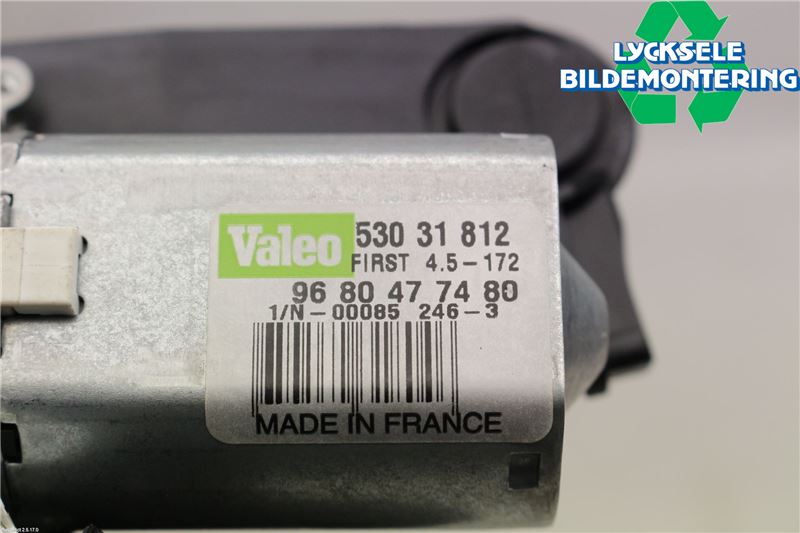 LYCKSELE
BILDEMONTERING
Valeo 530 31 812
FIRST 4.5-172
96 80 47 74 80
1/N-00085 246-3
MADE IN FRANCE